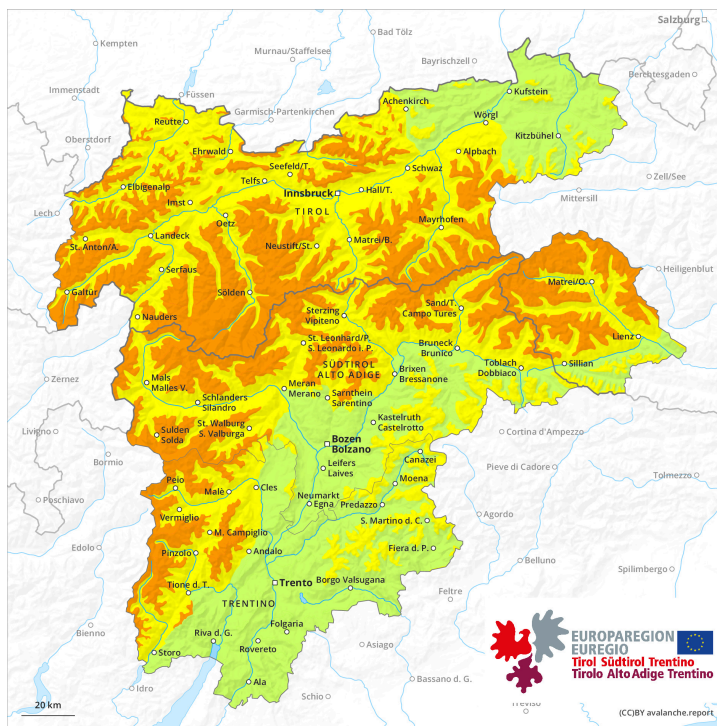 Salzburg
Kempten
Bad Tölz
Murnau/Staffelsee
Bayrischzell
Berchtesgaden
Immenstadt
Füssen
Achenkirch
Kufstein
Garmisch-Partenkirchen
Reutte
Wörgl
Oberstdorf
Kitzbühel
Ehrwald
Seefeld/T.
Alpbach
Schwaz
Zell/See
Elbigenalp
Telfs
Innsbruck
Hall/T.
Mittersill
Lech
Imst
TIROL
Oetz
Mayrhofen
St. Anton/A.
Landeck
Neustift/St.
Matrei/B.
Heiligenblut
Serfaus
Matrei/O.
Galtür
Sölden
Sand/T.
Campo Tures
Nauders
Sterzing
Vipiteno
Lienz
St. Leonhard/P.
S. Leonardo i. P.
Bruneck
Brunico
Toblach
Dobbiaco
Sillian
SÜDTIROL
ALTO ADIGE
Brixen
Bressanone
Zernez
Mals
Malles V.
Meran
Merano
Sarnthein
Sarentino
Schlanders
Silandro
Kastelruth
Castelrotto
Livigno
St. Walburg
S. Valburga
Cortina d'Ampezzo
Sulden
Solda
Bozen
Bolzano
Bormio
Canazei
Pieve di Cadore
Leifers
Laives
Tolmezzo
Peio
Moena
Poschiavo
Malè
Cles
Neumarkt
Egna
Predazzo
Vermiglio
Agordo
S. Martino d. C.
M. Campiglio
Edolo
Pinzolo
Andalo
Fiera d. P.
Belluno
Spilimbergo
Tione d. T.
Trento
Borgo Valsugana
Feltre
TRENTINO
Folgaria
Bienno
Riva d. G.
Rovereto
Asiago
Storo
Bassano d. G.
Idro
Ala
Schio
Treviso
EUROPAREGION
EUREGIO
Tirol Südtirol Trentino
Tirolo Alto Adige Trentino
20 km
(CC)BY avalanche.report